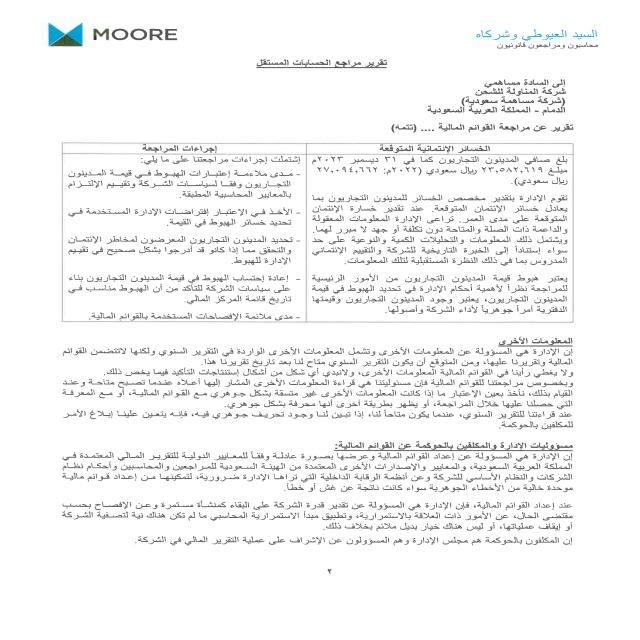 MOORE
السيد العيوطي وشركاه
محاسبون ومراجعون قانونيون
تقرير مراجع الحسابات المستقل
إلى السادة مساهمي
شركة المناولة للشحن
(شركة مساهمة سعودية)
الدمام - المملكة العربية السعودية
تقرير عن مراجعة القوائم المالية .... (تتمه)
الخسائر الإئتمانية المتوقعة
بلغ صافي المدينون التجاريون كما في ٣١ ديسمبر ٢٠٢٣م
مبلغ ٢٣,٥٨٢,٦١٩ ريال سعودي (٢٠٢٢م: ٢٧,٠٩٤,٦٦٢
ريال سعودي).
تقوم الإدارة بتقدير مخصص الخسائر للمدينون التجاريون بما
يعادل خسائر الإئتمان المتوقعة. عند تقدير خسارة الإئتمان
المتوقعة على مدى العمر. تراعى الإدارة المعلومات المعقولة
والداعمة ذات الصلة والمتاحة دون تكلفة أو جهد لا مبرر لهما.
ويشتمل ذلك المعلومات والتحليلات الكمية والنوعية على حد
سواء إستناداً إلى الخبرة التاريخية للشركة والتقييم الإئتماني
المدروس بما في ذلك النظرة المستقبلية لتلك المعلومات.
يعتبر هبوط قيمة المدينون التجاريون من الأمور الرئيسية
للمراجعة نظراً لأهمية أحكام الإدارة في تحديد الهبوط في قيمة
المدينون التجاريون، يعتبر وجود المدينون التجاريون وقيمتها
الدفترية أمراً جوهرياً لأداء الشركة وأصولها.
إجراءات المراجعة
إشتملت إجراءات مراجعتنا على ما يلي:
- مدى ملاءمة إعتبارات الهبوط في قيمة المدينون
التجاريون وفقا لسياسات الشركة وتقييم الإلتزام
بالمعايير المحاسبية المطبقة.
- الأخذ في الإعتبار إفتراضات الإدارة المستخدمة في
تحديد خسائر الهبوط في القيمة.
- تحديد المدينون التجاريون المعرضون لمخاطر الإئتمان
والتحقق مما إذا كانو قد أدرجوا بشكل صحيح في تقييم
الإدارة للهبوط.
- إعادة إحتساب الهبوط في قيمة المدينون التجاريون بناء
على سياسات الشركة للتأكد من أن الهبوط مناسب في
تاريخ قائمة المركز المالي.
- مدى ملائمة الإفصاحات المستخدمة بالقوائم المالية.
المعلومات الأخرى
إن الإدارة هي المسؤولة عن المعلومات الأخرى وتشمل المعلومات الأخرى الواردة في التقرير السنوي ولكنها لاتتضمن القوائم
المالية وتقريرنا عليها، ومن المتوقع أن يكون التقرير السنوي متاح لنا بعد تاريخ تقريرنا هذا.
ولا يغطي رأينا في القوائم المالية المعلومات الأخرى، ولانبدي أي شكل من أشكال إستنتاجات التأكيد فيما يخص ذلك.
وبخصوص مراجعتنا للقوائم المالية فإن مسئوليتنا هي قراءة المعلومات الأخرى المشار إليها أعلاه عندما تصبح متاحة وعند
القيام بذلك، نأخذ بعين الإعتبار ما إذا كانت المعلومات الأخرى غير متسقة بشكل جوهري مع القوائم المالية، أو مع المعرفة
التي حصلنا عليها خلال المراجعة، أو يظهر بطريقة أخرى أنها محرفة بشكل جوهري.
عند قراءتنا للتقرير السنوي، عندما يكون متاحاً لنا، إذا تبين لنا وجود تحريف جوهري فيه، فإنه يتعين علينا إبلاغ الأمر
للمكلفين بالحوكمة.
مسؤوليات الإدارة والمكلفين بالحوكمة عن القوائم المالية:
إن الإدارة هي المسؤولة عن إعداد القوائم المالية وعرضها بصورة عادلة وفقاً للمعايير الدولية للتقرير المالي المعتمدة في
المملكة العربية السعودية، والمعايير والإصدارات الأخرى المعتمدة من الهيئة السعودية للمراجعين والمحاسبين وأحكام نظام
الشركات والنظام الأساسي للشركة وعن أنظمة الرقابة الداخلية التي تراها الإدارة ضرورية، لتمكينها من إعداد قوائم مالية
موحدة خالية من الأخطاء الجوهرية سواء كانت ناتجة عن غش أو خطأ.
عند إعداد القوائم المالية، فإن الإدارة هي المسؤولة عن تقدير قدرة الشركة على البقاء كمنشأة مستمرة وعن الإفصاح بحسب
مقتضى الحال، عن الأمور ذات العلاقة بالاستمرارية، وتطبيق مبدأ الاستمرارية المحاسبي ما لم تكن هناك نية لتصفية الشركة
أو إيقاف عملياتها، أو ليس هناك خيار بديل ملائم بخلاف ذلك.
إن المكلفون بالحوكمة هم مجلس الإدارة وهم المسؤولون عن الإشراف على عملية التقرير المالي في الشركة.
٢